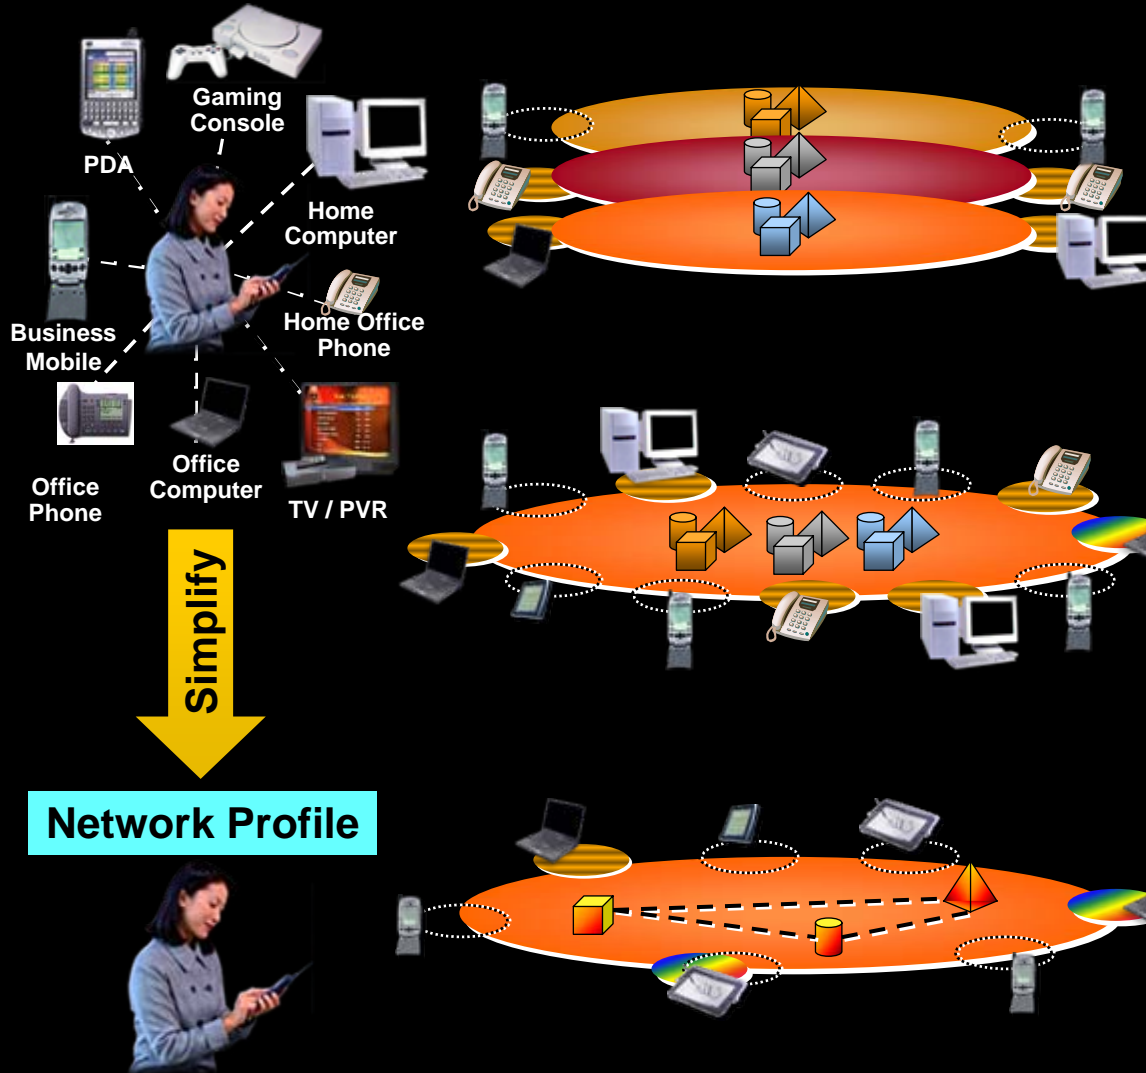 Gaming
Console
PDA
Home
Computer
Business
Mobile
Home Office
Phone
Office
Phone
Office
Computer
TV / PVR
Simplify
Network Profile